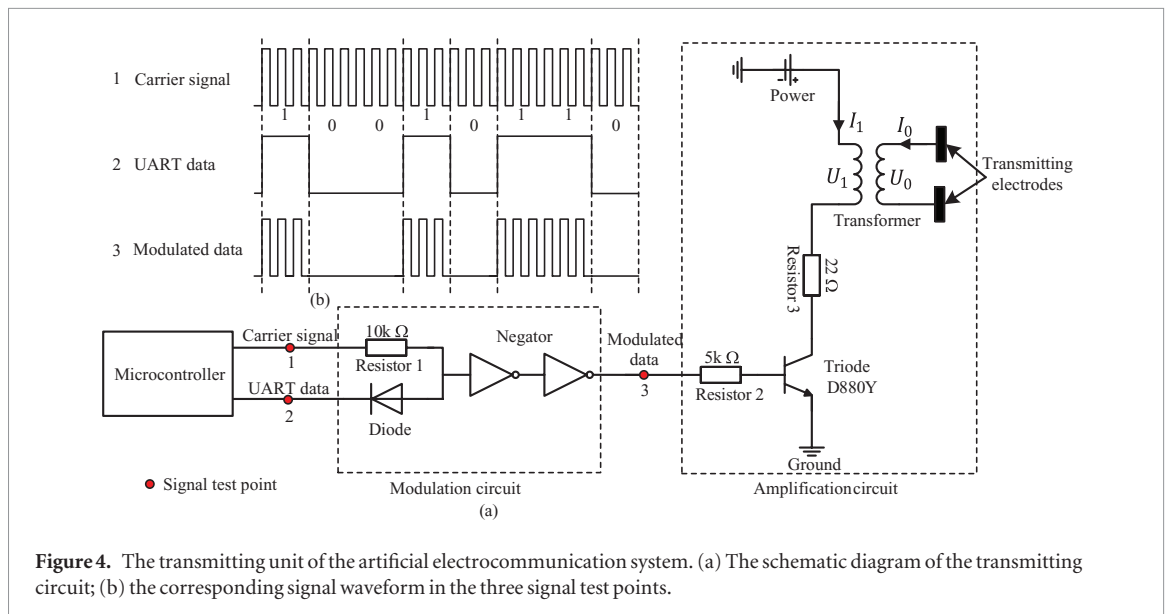 1 Carrier signal
1 0 0 1 0 1 1 0
2 UART data
3 Modulated data
(b)
Power
I₁
I₀
U₁
U₀
Transmitting
electrodes
Transformer
22 Ω
Resistor 3
Carrier signal
1
10k Ω
Resistor 1
Negator
Modulated
data
3
5k Ω
Resistor 2
Triode
D880Y
Microcontroller
UART data
2
Diode
Ground
Signal test point
Modulation circuit
Amplification circuit
(a)
Figure 4. The transmitting unit of the artificial electrocommunication system. (a) The schematic diagram of the transmitting
circuit; (b) the corresponding signal waveform in the three signal test points.